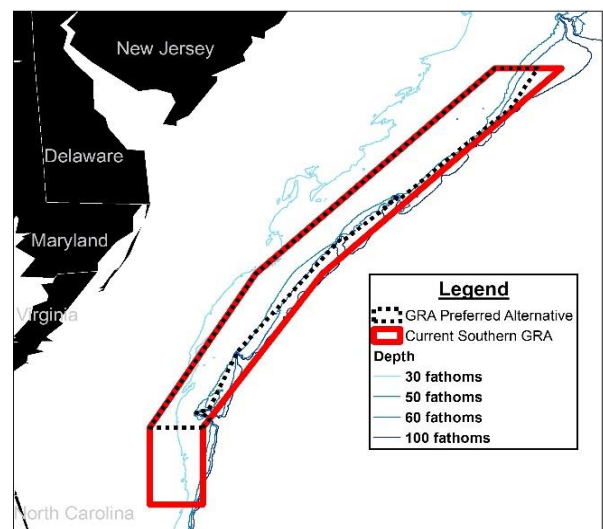 New Jersey
Delaware
Maryland
Virginia
North Carolina
Legend
GRA Preferred Alternative
Current Southern GRA
Depth
30 fathoms
50 fathoms
60 fathoms
100 fathoms